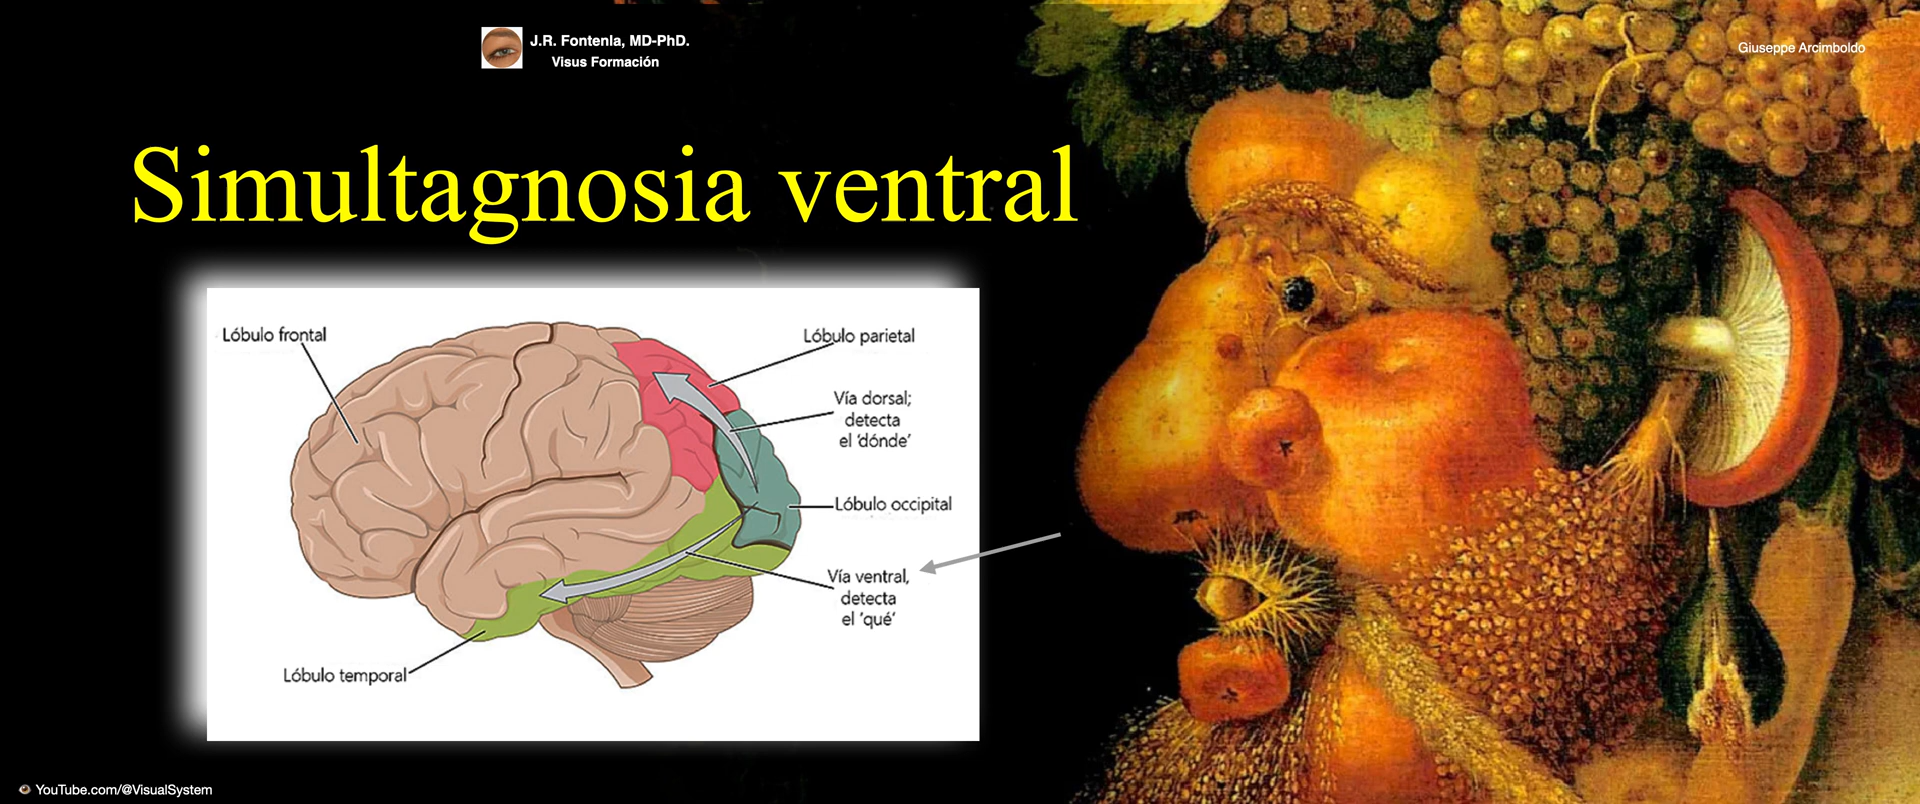 J.R. Fontenla, MD-PhD.
Visus Formación
Giuseppe Arcimboldo
Simultagnosia ventral
Lóbulo frontal
Lóbulo parietal
Vía dorsal;
detecta
el ‘dónde’
Lóbulo occipital
Vía ventral,
detecta
el ‘qué’
Lóbulo temporal
YouTube.com/@VisualSystem